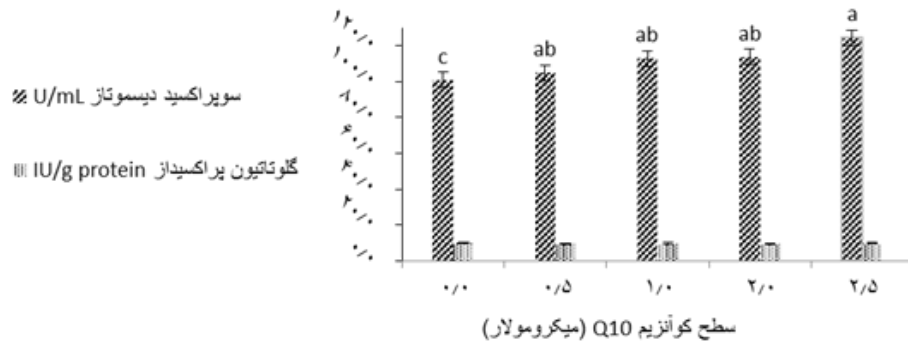 ۱۲۰/۰
۱۰۰/۰
۸۰/۰
۶۰/۰
۴۰/۰
۲۰/۰
۰/۰
c
ab
ab
ab
a
سوپراکسید دیسموتاز U/mL
گلوتاتیون پراکسیداز IU/g protein
۰/۰ ۰/۵ ۱/۰ ۲/۰ ۲/۵
سطح کوآنزیم Q10 (میکرومولار)